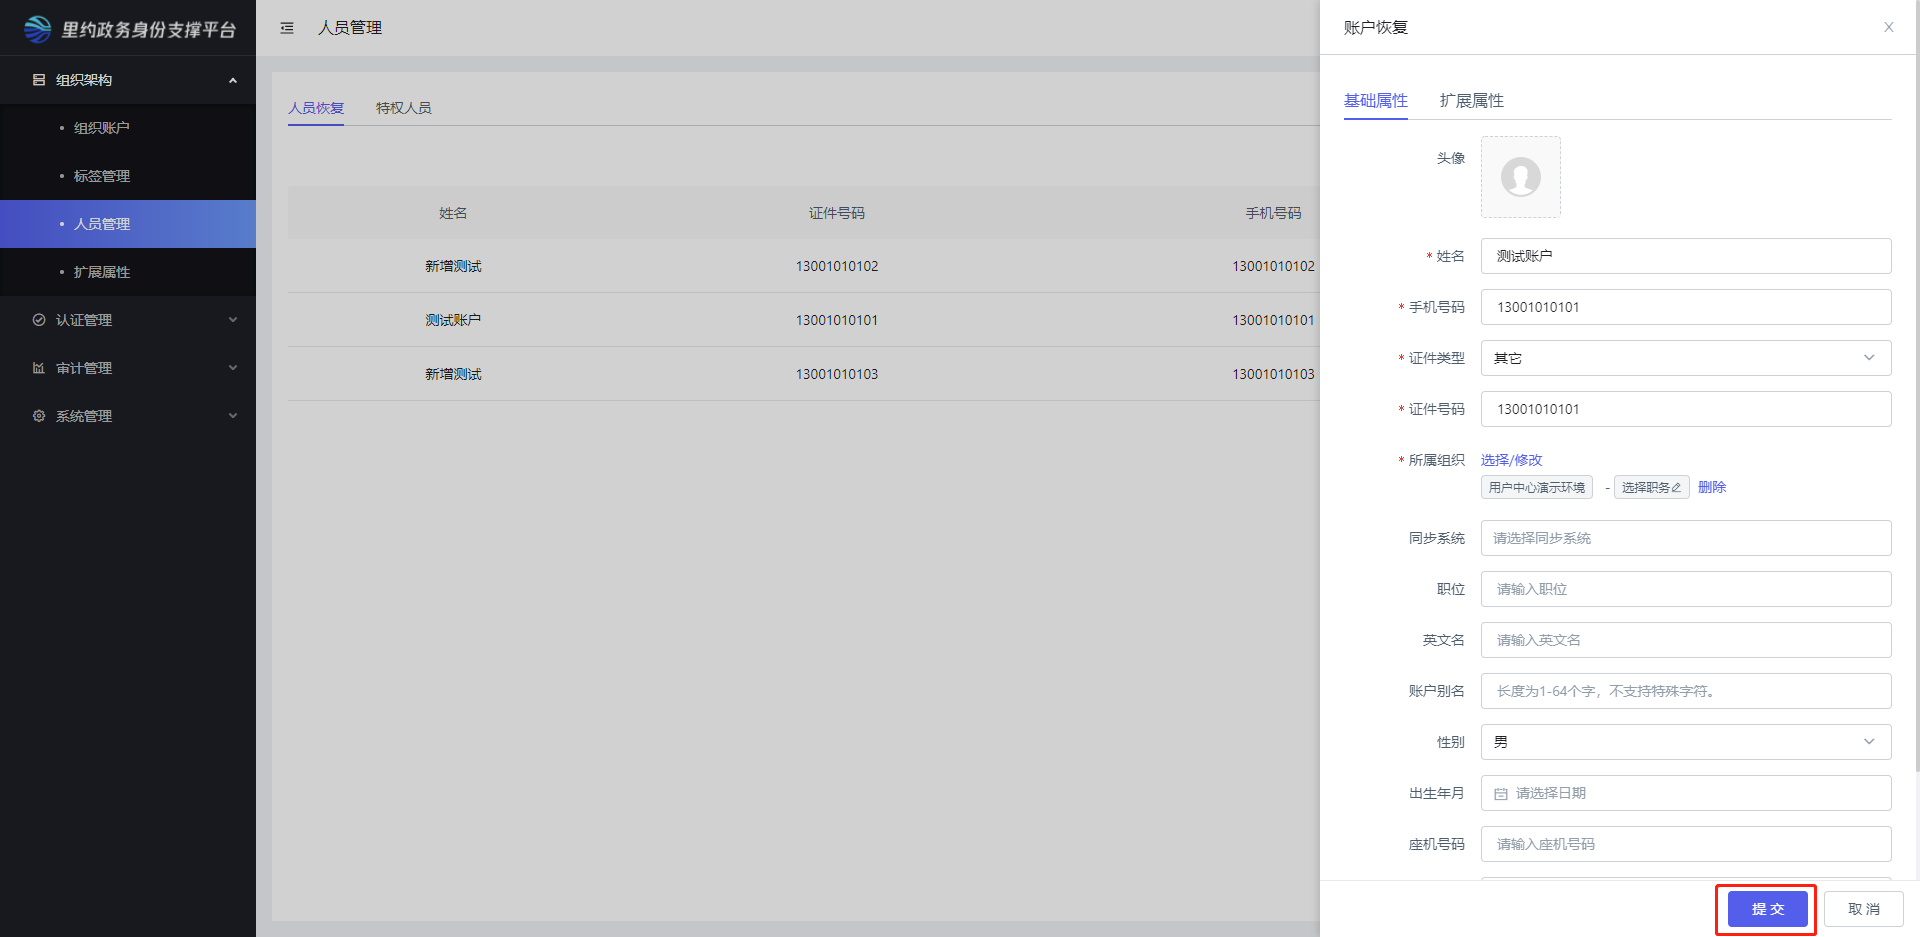 里约政务身份支撑平台
组织架构
组织账户
标签管理
人员管理
扩展属性
认证管理
审计管理
系统管理
人员管理
人员恢复 特权人员
姓名 证件号码 手机号码
新增测试 13001010102 13001010102
测试账户 13001010101 13001010101
新增测试 13001010103 13001010103
账户恢复
基础属性 扩展属性
头像
* 姓名 测试账户
* 手机号码 13001010101
* 证件类型 其它
* 证件号码 13001010101
* 所属组织 选择/修改
用户中心演示环境 - 选择职务 删除
同步系统 请选择同步系统
职位 请输入职位
英文名 请输入英文名
账户别名 长度为1-64个字，不支持特殊字符。
性别 男
出生年月 请选择日期
座机号码 请输入座机号码
提 交 取 消